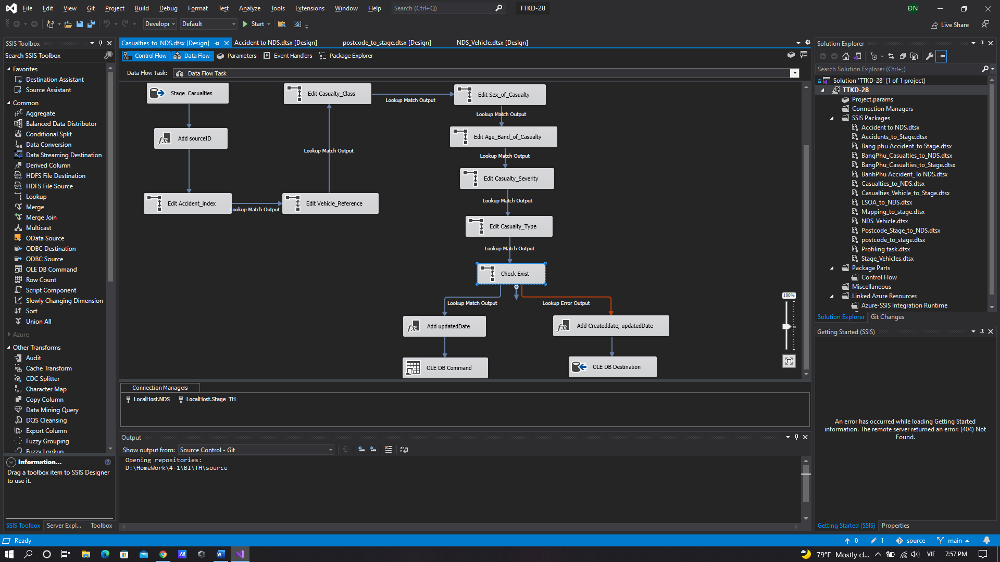 File Edit View Git Project Build Debug Format Test Analyze Tools Extensions Window Help Search (Ctrl+Q) TTKD-28 ĐN
Developı Default Start Live Share
SSIS Toolbox
Search SSIS Toolbox
Favorites
Destination Assistant
Source Assistant
Common
Aggregate
Balanced Data Distributor
Conditional Split
Data Conversion
Data Streaming Destination
Derived Column
HDFS File Destination
HDFS File Source
Lookup
Merge
Merge Join
Multicast
OData Source
ODBC Destination
ODBC Source
OLE DB Command
Row Count
Script Component
Slowly Changing Dimension
Sort
Union All
Azure
Other Transforms
Audit
Cache Transform
CDC Splitter
Character Map
Copy Column
Data Mining Query
DQS Cleansing
Export Column
Fuzzy Grouping
Fuzzy Lookup
Information...
Drag a toolbox item to SSIS Designer
to use it.
SSIS Toolbox Server Expl... Toolbox
Casualties_to_NDS.dtsx [Design] Accident to NDS.dtsx [Design] postcode_to_stage.dtsx [Design] NDS_Vehicle.dtsx [Design]
Control Flow Data Flow Parameters Event Handlers Package Explorer
Data Flow Task: Data Flow Task
Stage_Casualties
Add sourceID
Edit Accident_index
Lookup Match Output
Edit Vehicle_Reference
Lookup Match Output
Edit Casualty_Class
Lookup Match Output
Edit Sex_of_Casualty
Lookup Match Output
Edit Age_Band_of_Casualty
Lookup Match Output
Edit Casualty_Severity
Lookup Match Output
Edit Casualty_Type
Lookup Match Output
Check Exist
Lookup Match Output
Lookup Error Output
Add updatedDate
Add Createddate, updatedDate
OLE DB Command
OLE DB Destination
100%
Connection Managers
LocalHost.NDS LocalHost.Stage_TH
Output
Show output from: Source Control - Git
Opening repositories:
D:\HomeWork\4-1\BI\TH\source
Solution Explorer
Search Solution Explorer (Ctrl+;)
Solution 'TTKD-28' (1 of 1 project)
TTKD-28
Project.params
Connection Managers
SSIS Packages
Accident to NDS.dtsx
Accidents_to_Stage.dtsx
Bang phu Accident_to Stage.dtsx
BangPhu_Casualties_to_NDS.dtsx
BangPhu_Casualties_to_Stage.dtsx
BanhPhu Accident_To NDS.dtsx
Casualties_to_NDS.dtsx
Casualties_Vehicle_to_Stage.dtsx
LSOA_to_NDS.dtsx
Mapping_to_stage.dtsx
NDS_Vehicle.dtsx
Postcode_Stage_to_NDS.dtsx
postcode_to_stage.dtsx
Profiling task.dtsx
Stage_Vehicles.dtsx
Package Parts
Control Flow
Miscellaneous
Linked Azure Resources
Azure-SSIS Integration Runtime
Solution Explorer Git Changes
Getting Started (SSIS)
An error has occurred while loading Getting Started
information. The remote server returned an error: (404) Not
Found.
Getting Started (SSIS) Properties
Ready 0 1 source main
79°F Mostly cl... VIE 7:57 PM